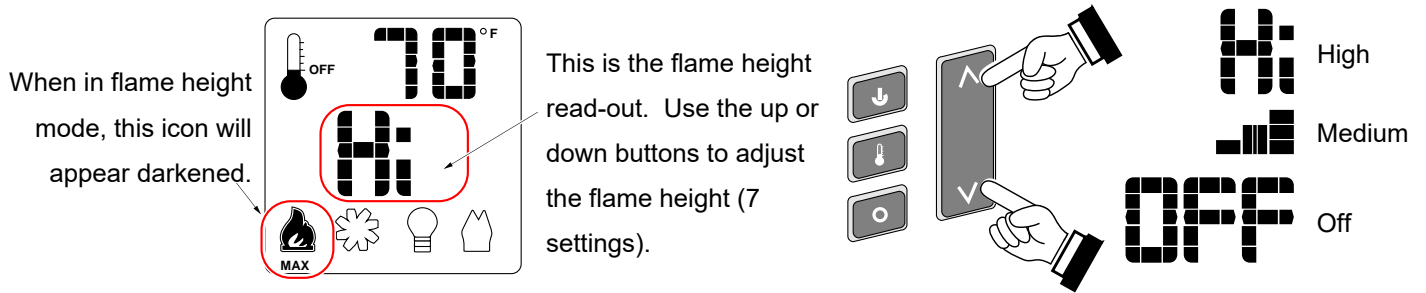 When in flame height
mode, this icon will
appear darkened.
70 °F
OFF
Hi
MAX
This is the flame height
read-out. Use the up or
down buttons to adjust
the flame height (7
settings).
Hi High
Medium
OFF Off